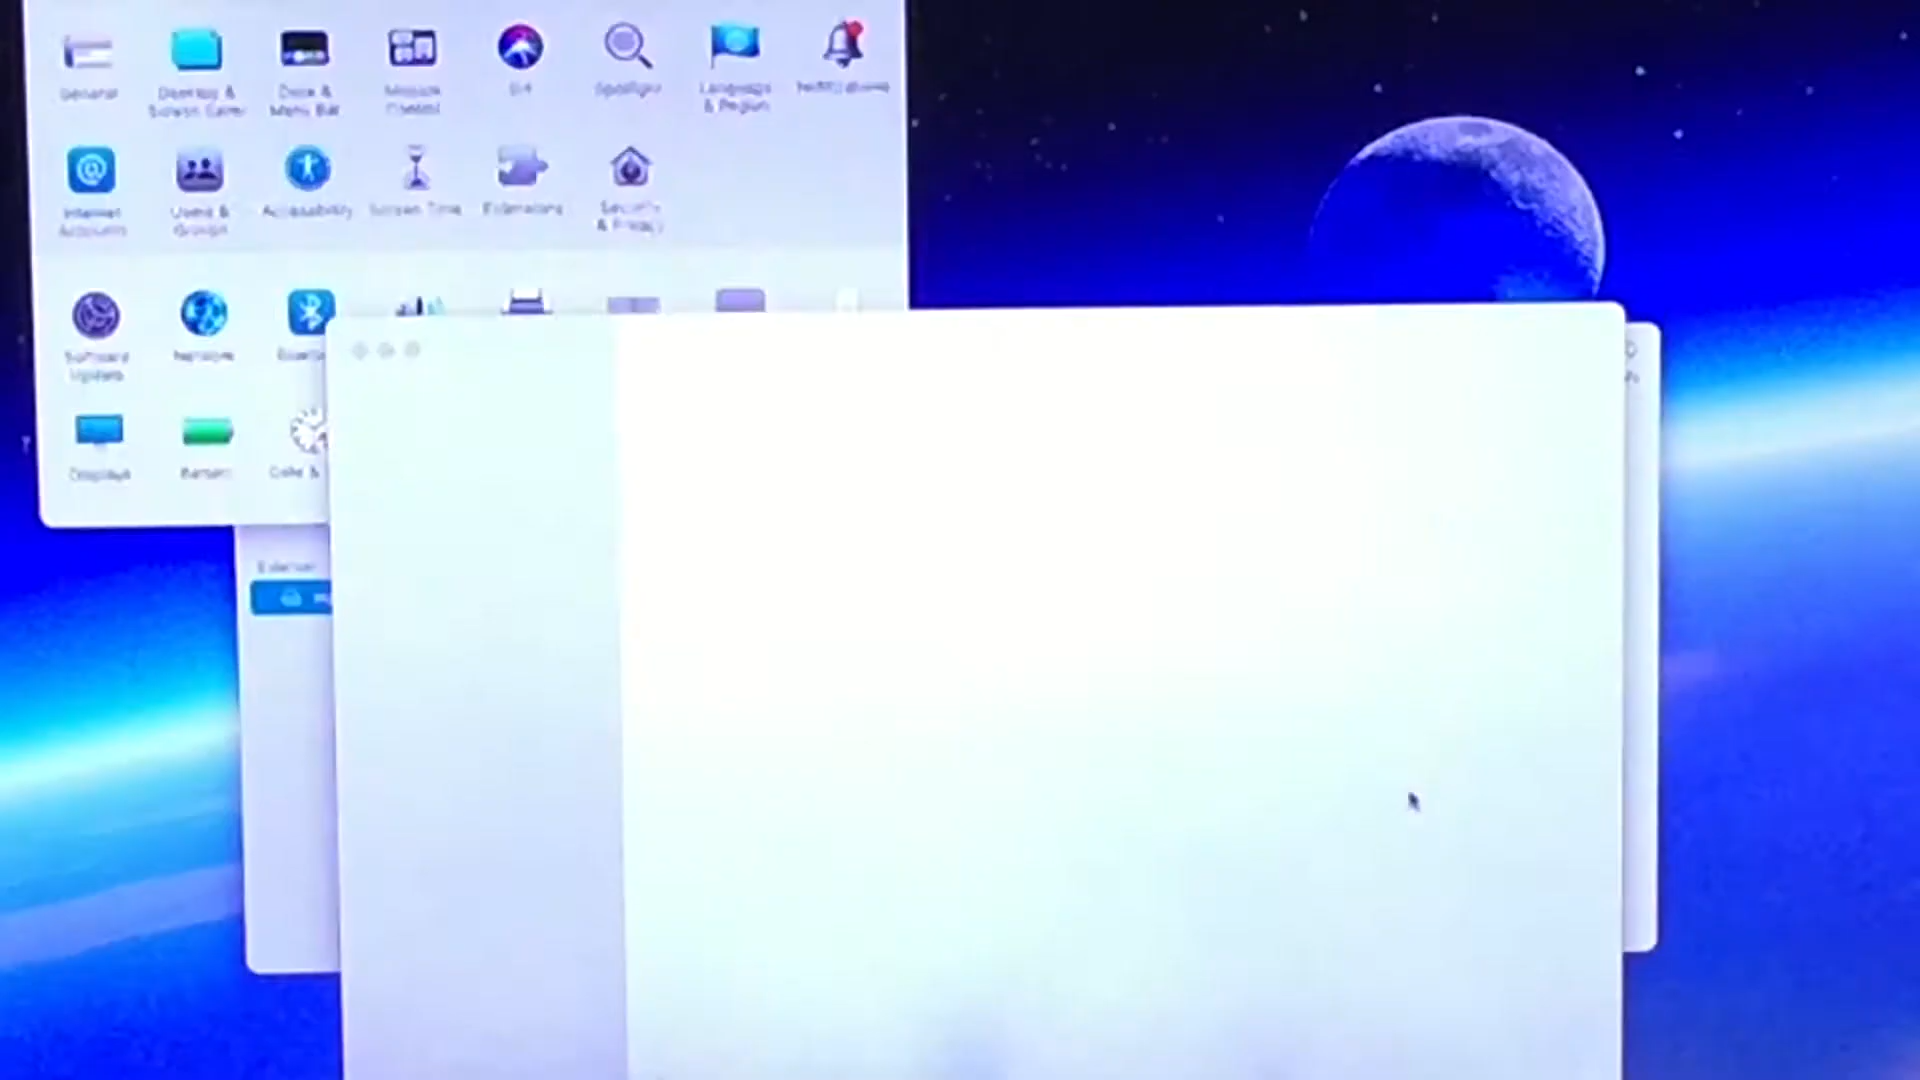 General
Desktop &
Screen Saver
Dock &
Menu Bar
Mission
Control
Siri
Spotlight
Language
& Region
Notifications
Internet
Accounts
Users &
Groups
Accessibility
Screen Time
Extensions
Security
& Privacy
Software
Update
Network
Displays
Battery
Date &
External